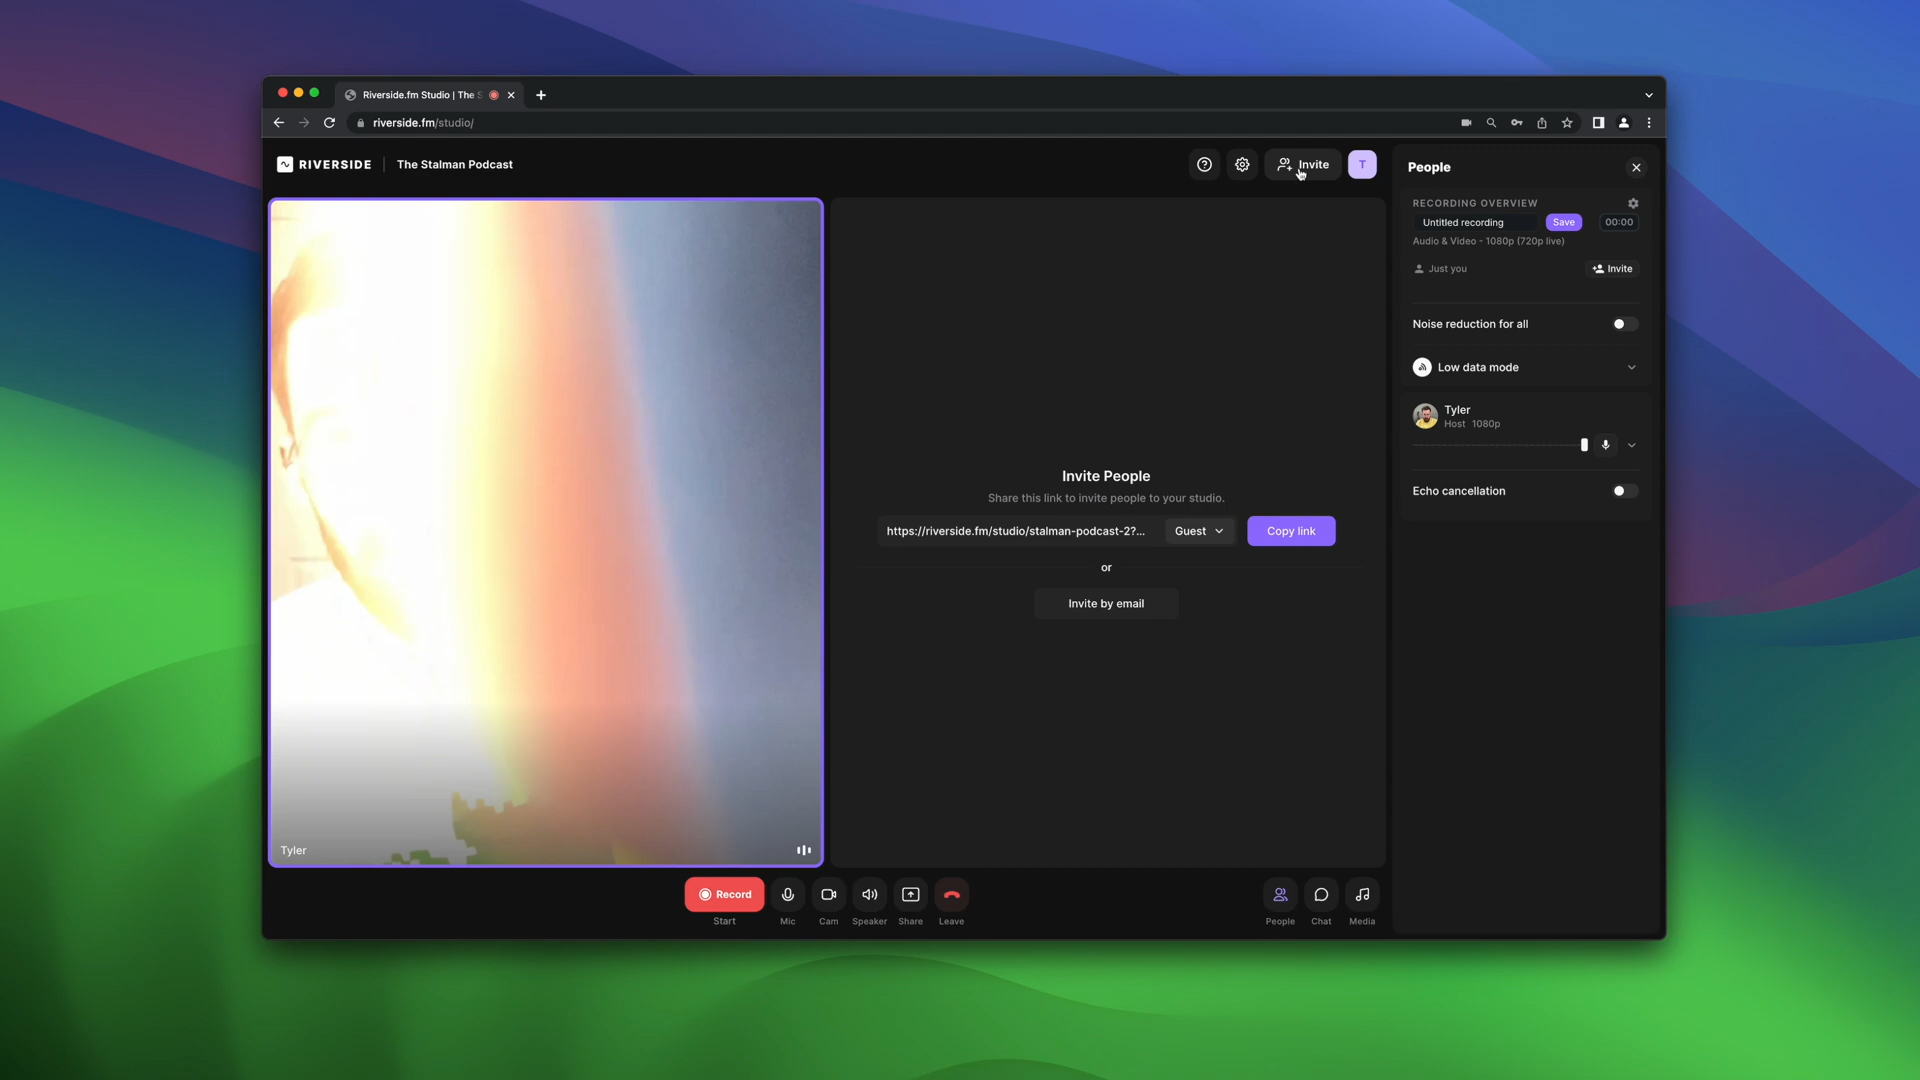 Riverside.fm Studio | The S
riverside.fm/studio/
RIVERSIDE
The Stalman Podcast
Invite
T
People
RECORDING OVERVIEW
Untitled recording
Save
00:00
Audio & Video - 1080p (720p live)
Just you
Invite
Noise reduction for all
Low data mode
Tyler
Host 1080p
Echo cancellation
Invite People
Share this link to invite people to your studio.
https://riverside.fm/studio/stalman-podcast-2?...
Guest
Copy link
or
Invite by email
Tyler
Record
Start
Mic
Cam
Speaker
Share
Leave
People
Chat
Media